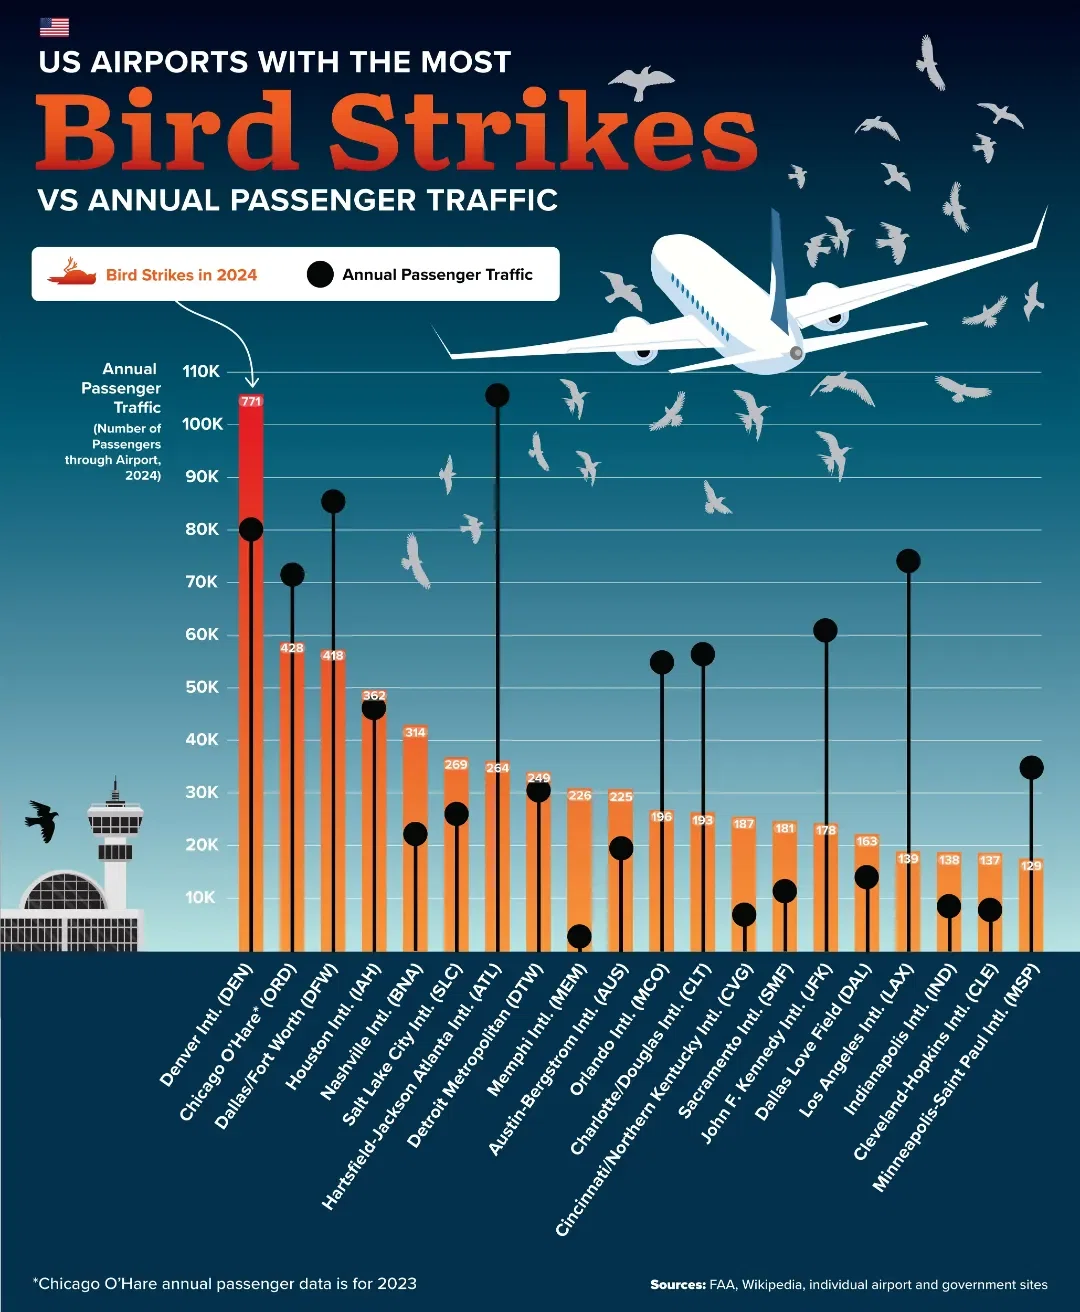 US AIRPORTS WITH THE MOST
Bird Strikes
VS ANNUAL PASSENGER TRAFFIC
Bird Strikes in 2024
Annual Passenger Traffic
Annual
Passenger
Traffic
(Number of
Passengers
through Airport,
2024)
110K
100K
90K
80K
70K
60K
50K
40K
30K
20K
10K
771
428
418
362
314
269
264
249
226
225
196
193
187
181
178
163
139
138
137
129
Denver Intl. (DEN)
Chicago O'Hare* (ORD)
Dallas/Fort Worth (DFW)
Houston Intl. (IAH)
Nashville Intl. (BNA)
Salt Lake City Intl. (SLC)
Hartsfield-Jackson Atlanta Intl. (ATL)
Detroit Metropolitan (DTW)
Memphi Intl. (MEM)
Austin-Bergstrom Intl. (AUS)
Orlando Intl. (MCO)
Charlotte/Douglas Intl. (CLT)
Cincinnati/Northern Kentucky Intl. (CVG)
Sacramento Intl. (SMF)
John F. Kennedy Intl. (JFK)
Dallas Love Field (DAL)
Los Angeles Intl. (LAX)
Indianapolis Intl. (IND)
Cleveland-Hopkins Intl. (CLE)
Minneapolis-Saint Paul Intl. (MSP)
*Chicago O'Hare annual passenger data is for 2023
Sources: FAA, Wikipedia, individual airport and government sites